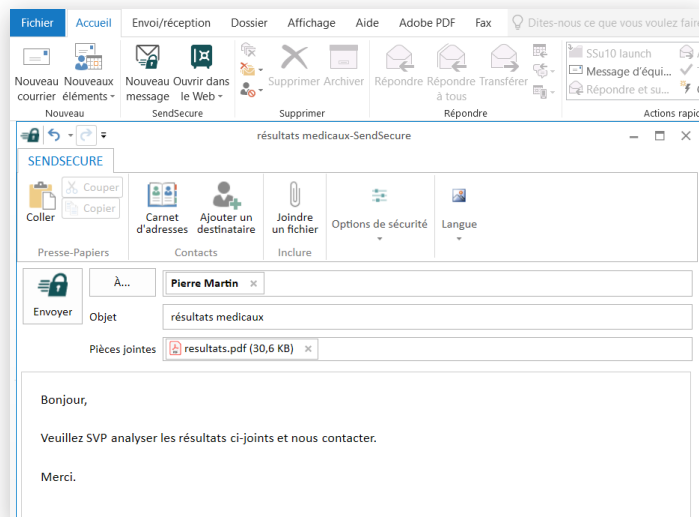 Fichier Accueil Envoi/réception Dossier Affichage Aide Adobe PDF Fax Dites-nous ce que vous voulez faire
Nouveau courrier
Nouveaux éléments
Nouveau message
Ouvrir dans le Web
Supprimer Archiver
Répondre
Répondre à tous
Transférer
SSu10 launch
Message d'équi...
Répondre et su...
Nouveau SendSecure Supprimer Répondre Actions rapid
résultats medicaux-SendSecure
SENDSECURE
Coller
Couper
Copier
Carnet d'adresses
Ajouter un destinataire
Joindre un fichier
Options de sécurité
Langue
Presse-Papiers Contacts Inclure
Envoyer
À... Pierre Martin
Objet résultats medicaux
Pièces jointes resultats.pdf (30,6 KB)
Bonjour,
Veuillez SVP analyser les résultats ci-joints et nous contacter.
Merci.